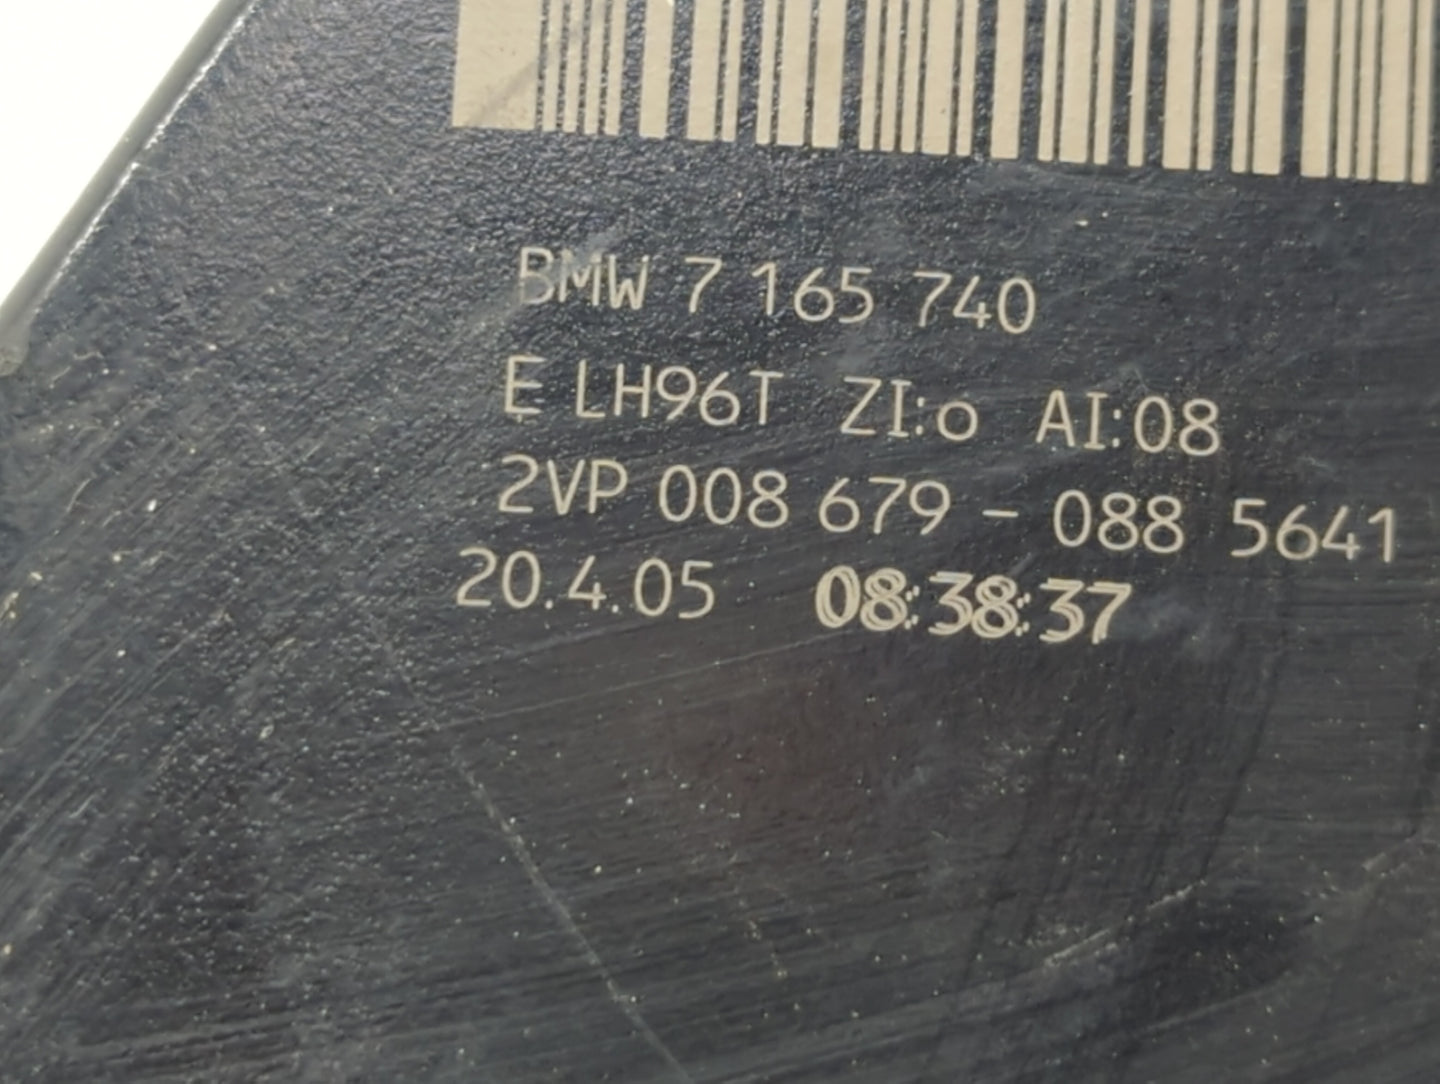 BMW 7 165 740
E LH96T ZI:o AI:08
2VP 008 679 - 088 5641
20.4.05 08:38:37